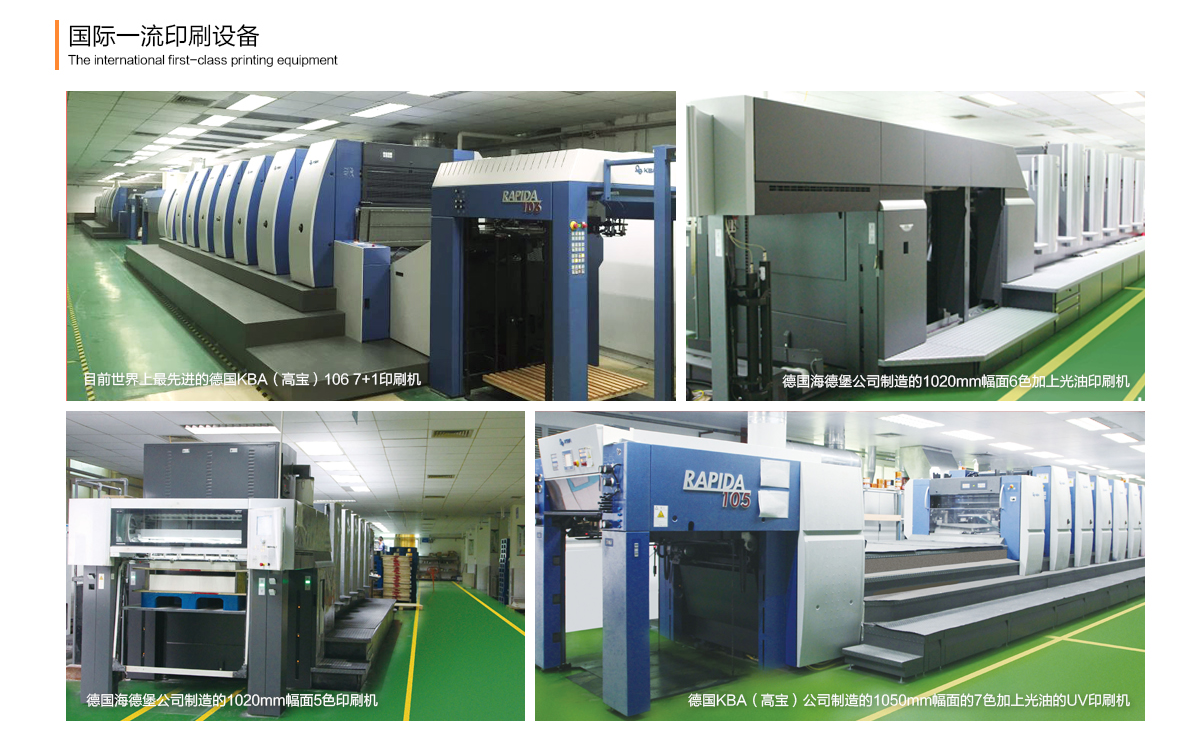 国际一流印刷设备
The international first-class printing equipment
RAPIDA
105
KBA
目前世界上最先进的德国KBA（高宝）106 7+1印刷机
德国海德堡公司制造的1020mm幅面6色加上光油印刷机
德国海德堡公司制造的1020mm幅面5色印刷机
RAPIDA
105
德国KBA（高宝）公司制造的1050mm幅面的7色加上光油的UV印刷机